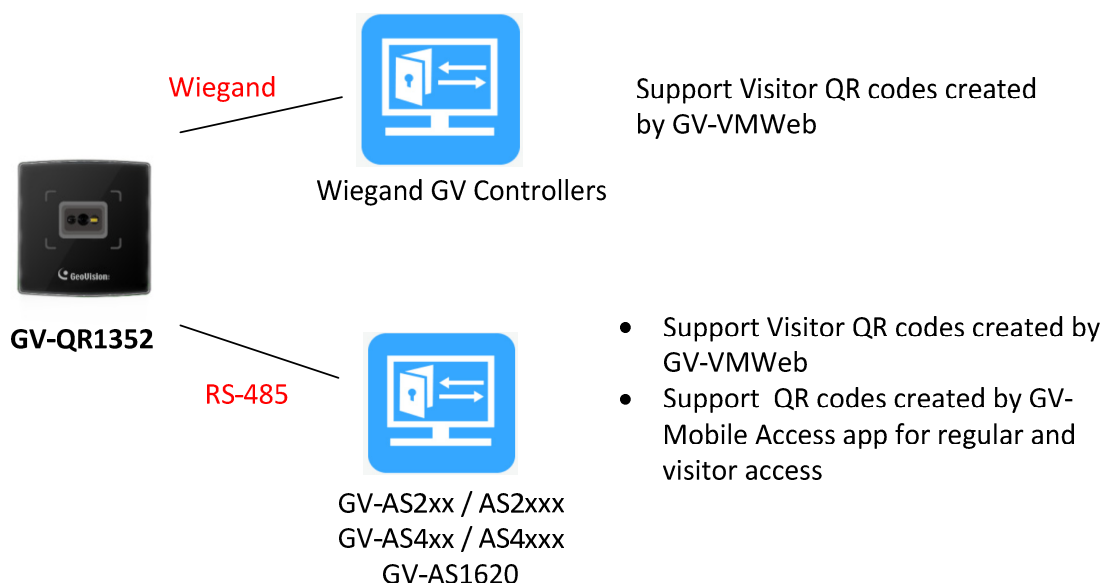 Wiegand
Support Visitor QR codes created
by GV-VMWeb
Wiegand GV Controllers
GeoVision
GV-QR1352
RS-485
• Support Visitor QR codes created by
GV-VMWeb
• Support QR codes created by GV-
Mobile Access app for regular and
visitor access
GV-AS2xx / AS2xxx
GV-AS4xx / AS4xxx
GV-AS1620